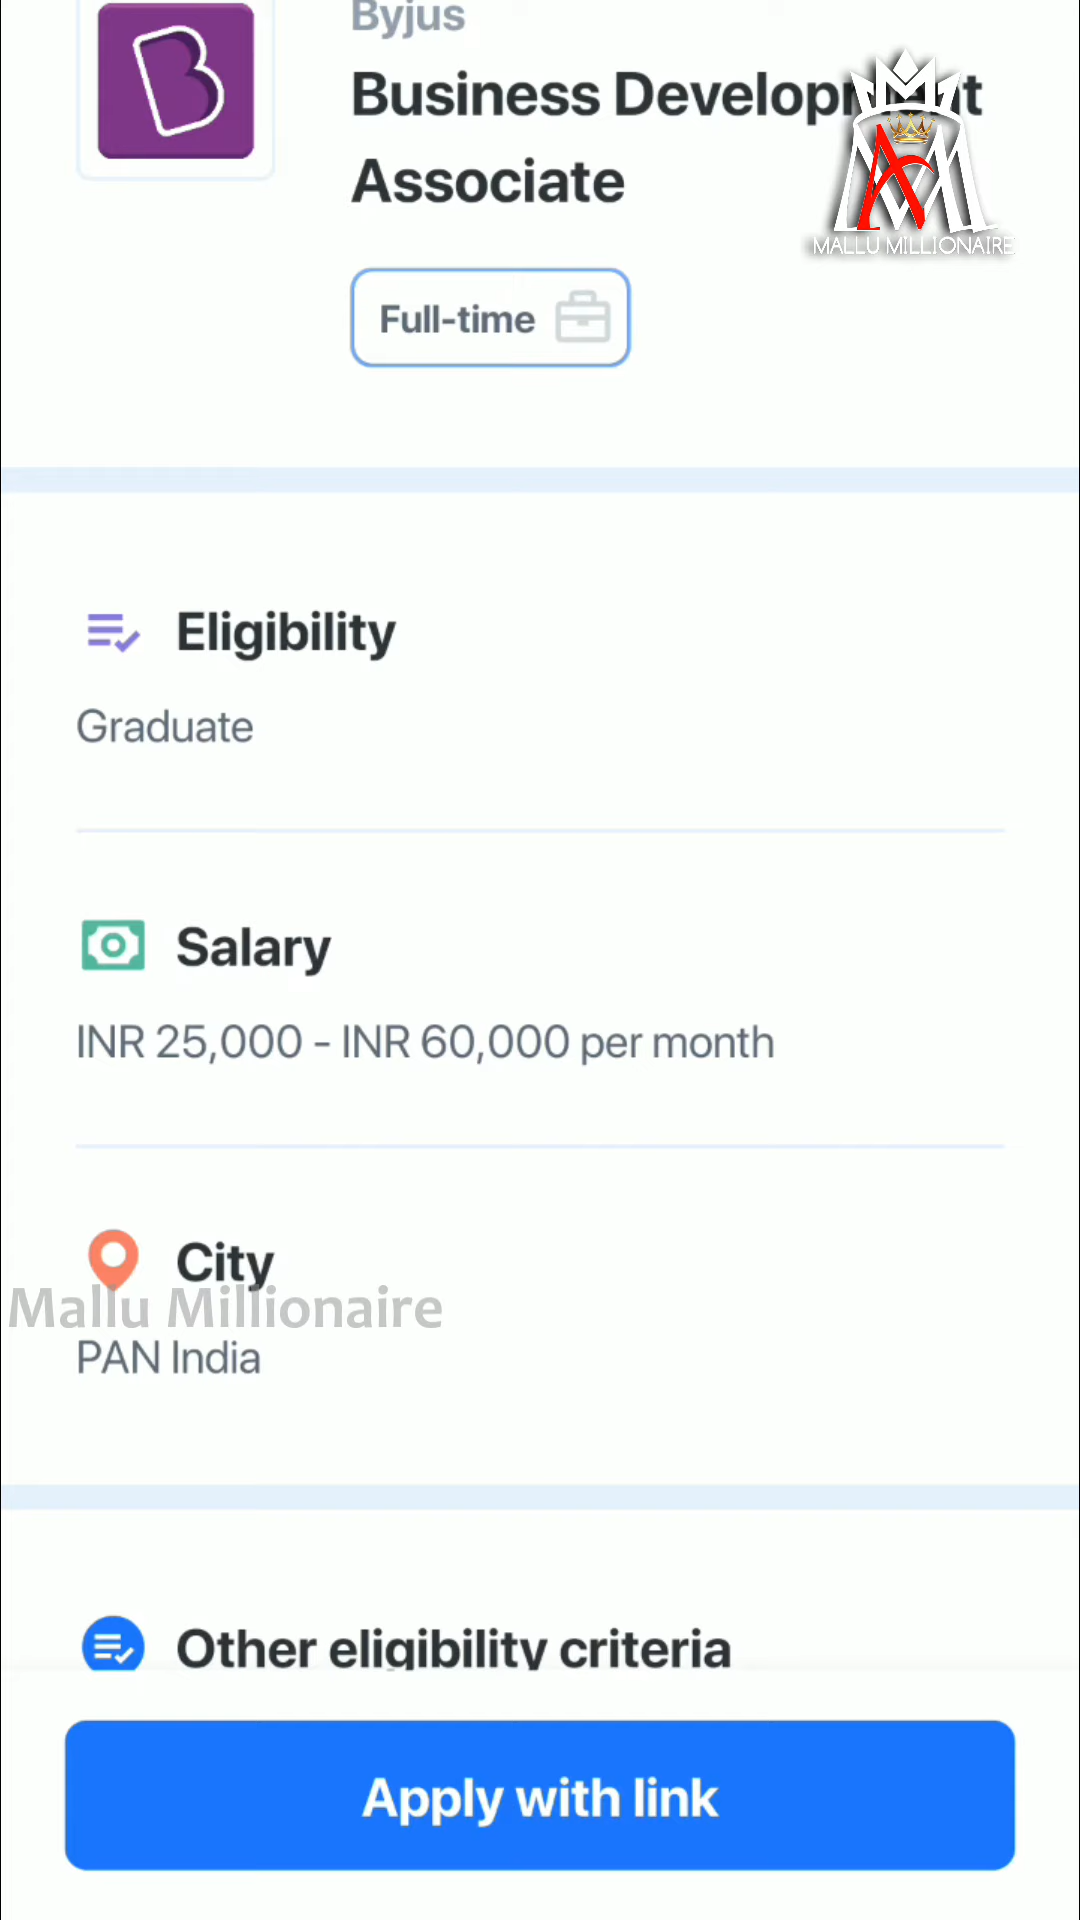 Byjus
Business Development
Associate
MALLU MILLIONAIRE
Full-time
Eligibility
Graduate
Salary
INR 25,000 - INR 60,000 per month
City
Mallu Millionaire
PAN India
Other eligibility criteria
Apply with link